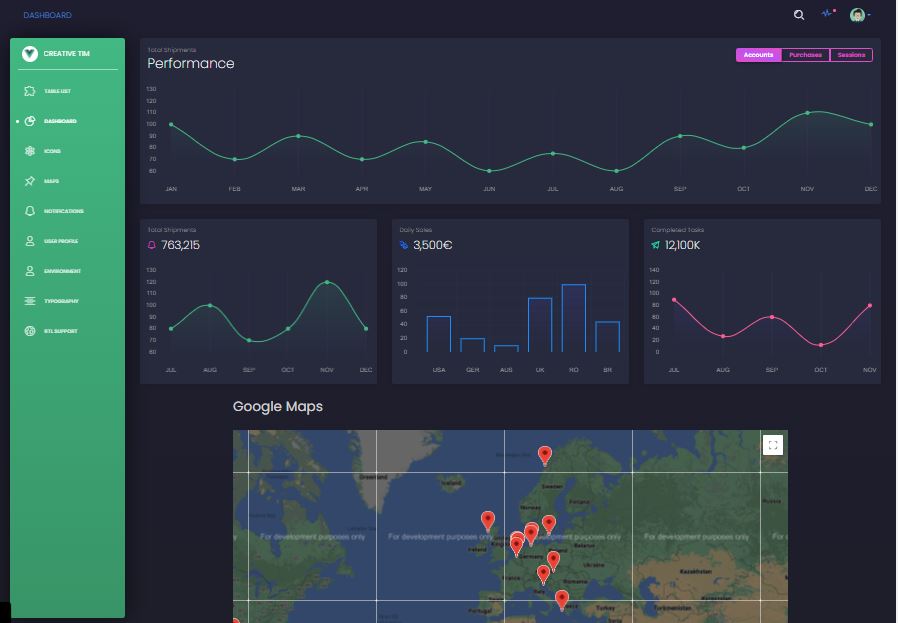 DASHBOARD
CREATIVE TIM
TABLE LIST
DASHBOARD
ICONS
MAPS
NOTIFICATIONS
USER PROFILE
ENVIRONMENT
TYPOGRAPHY
RTL SUPPORT
Total Shipments
Performance
Accounts Purchases Sessions
130
120
110
100
90
80
70
60
JAN FEB MAR APR MAY JUN JUL AUG SEP OCT NOV DEC
Total Shipments
763,215
130
120
110
100
90
80
70
60
JUL AUG SEP OCT NOV DEC
Daily Sales
3,500€
120
100
80
60
40
20
0
USA GER AUS UK RO BR
Completed Tasks
12,100K
140
120
100
80
60
40
20
0
JUL AUG SEP OCT NOV
Google Maps
Greenland
Iceland
Sweden
Finland
Norway
Russia
For development purposes only
For development purposes only
For development purposes only
For
Ireland
Germany
Belarus
Ukraine
France
Kazakhstan
Romania
Italy
Portugal
Turkey
Turkmenistan